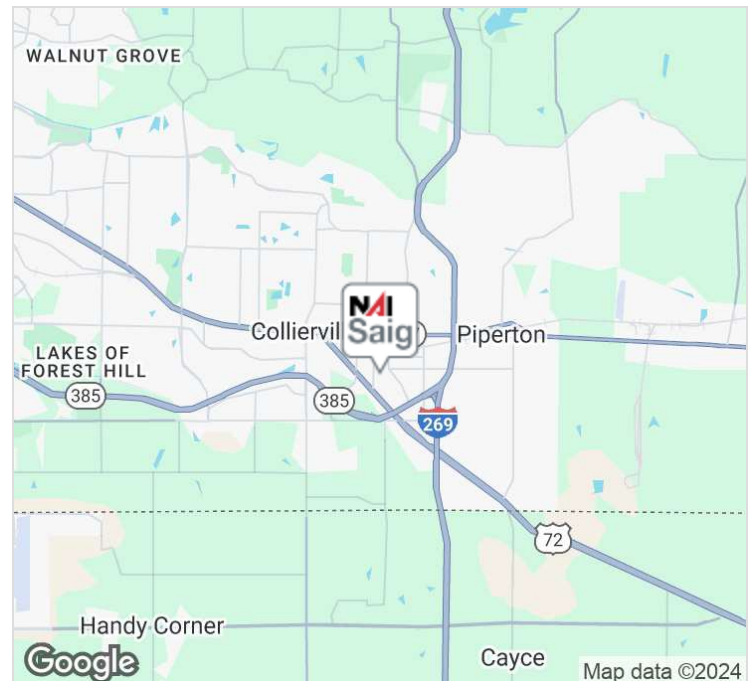 WALNUT GROVE
NAI
Saig
Colliervil
Piperton
LAKES OF
FOREST HILL
385
385
269
72
Handy Corner
Cayce
Google
Map data ©2024